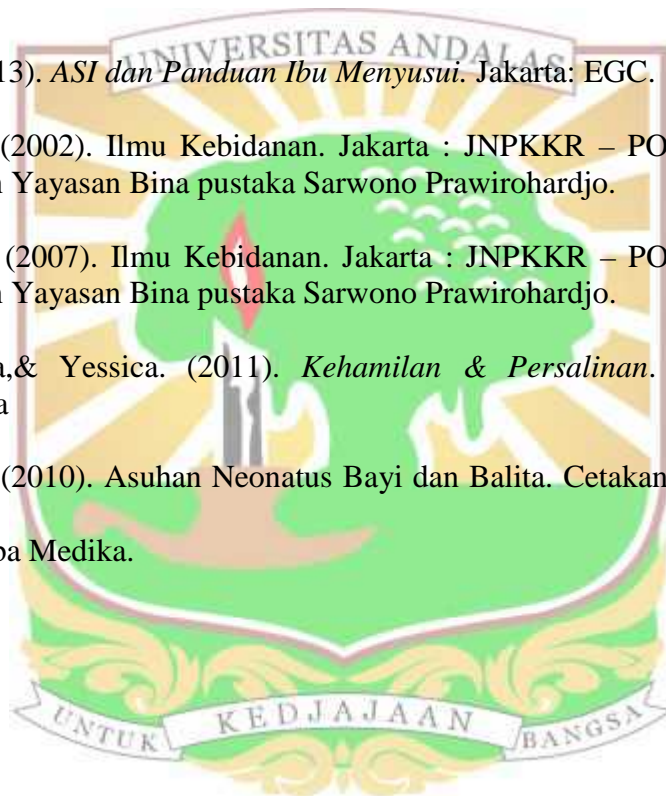 UNIVERSITAS ANDALAS
13). ASI dan Panduan Ibu Menyusui. Jakarta: EGC.
(2002). Ilmu Kebidanan. Jakarta : JNPKKR – PO
n Yayasan Bina pustaka Sarwono Prawirohardjo.
(2007). Ilmu Kebidanan. Jakarta : JNPKKR – PO
n Yayasan Bina pustaka Sarwono Prawirohardjo.
a,& Yessica. (2011). Kehamilan & Persalinan.
a
(2010). Asuhan Neonatus Bayi dan Balita. Cetakan
ba Medika.
UNTUK KEDJAJAAN BANGSA